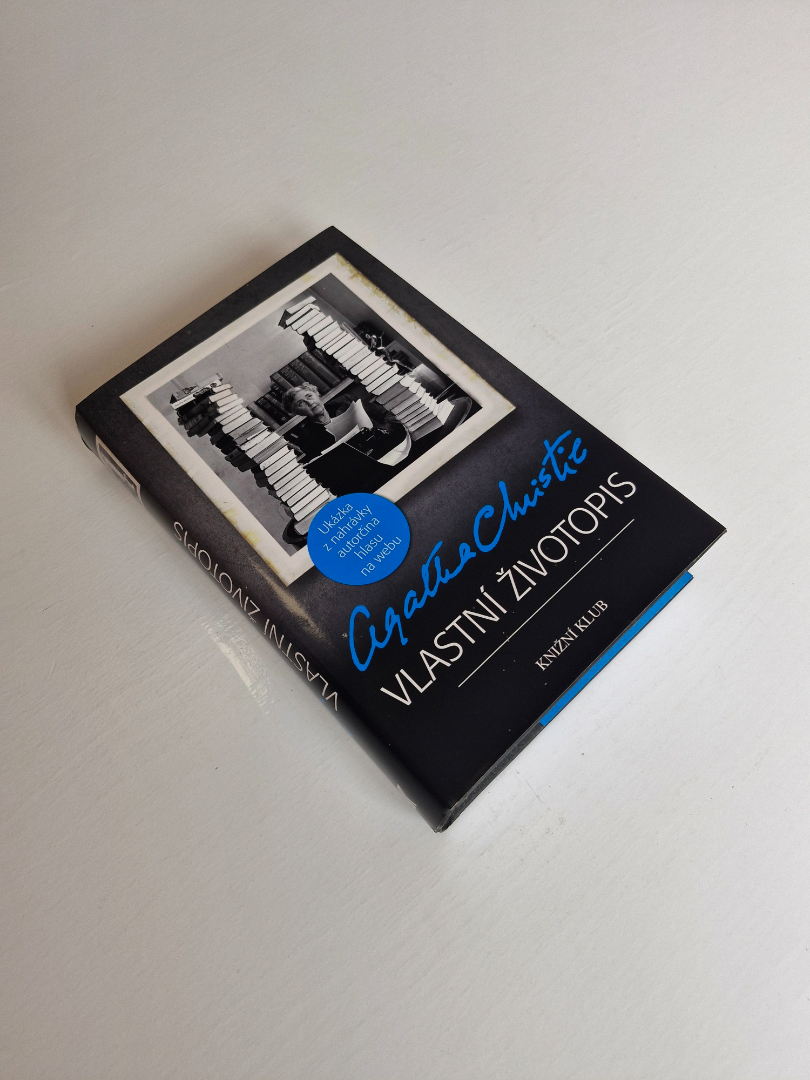 Ukázka
z nahrávky
autorčina
hlasu
na webu
Agatha Christie
VLASTNÍ ŽIVOTOPIS
KNIŽNÍ KLUB
VLASTNÍ ŽIVOTOPIS